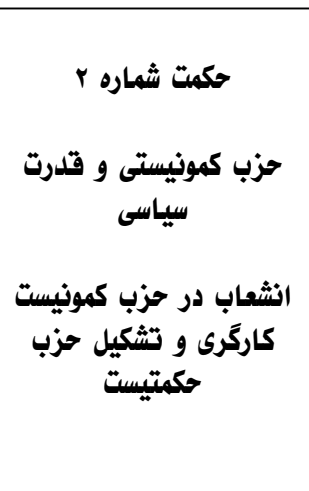 حکمت شماره ۲
حزب کمونیستی و قدرت
سیاسی
انشعاب در حزب کمونیست
کارگری و تشکیل حزب
حکمتیست